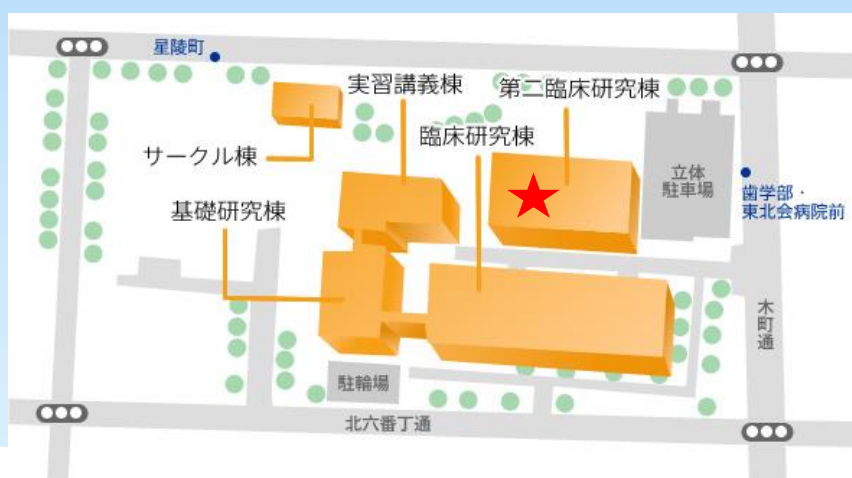 星陵町
実習講義棟
第二臨床研究棟
臨床研究棟
サークル棟
立体
駐車場
歯学部・
東北会病院前
基礎研究棟
木町通
駐輪場
北六番丁通